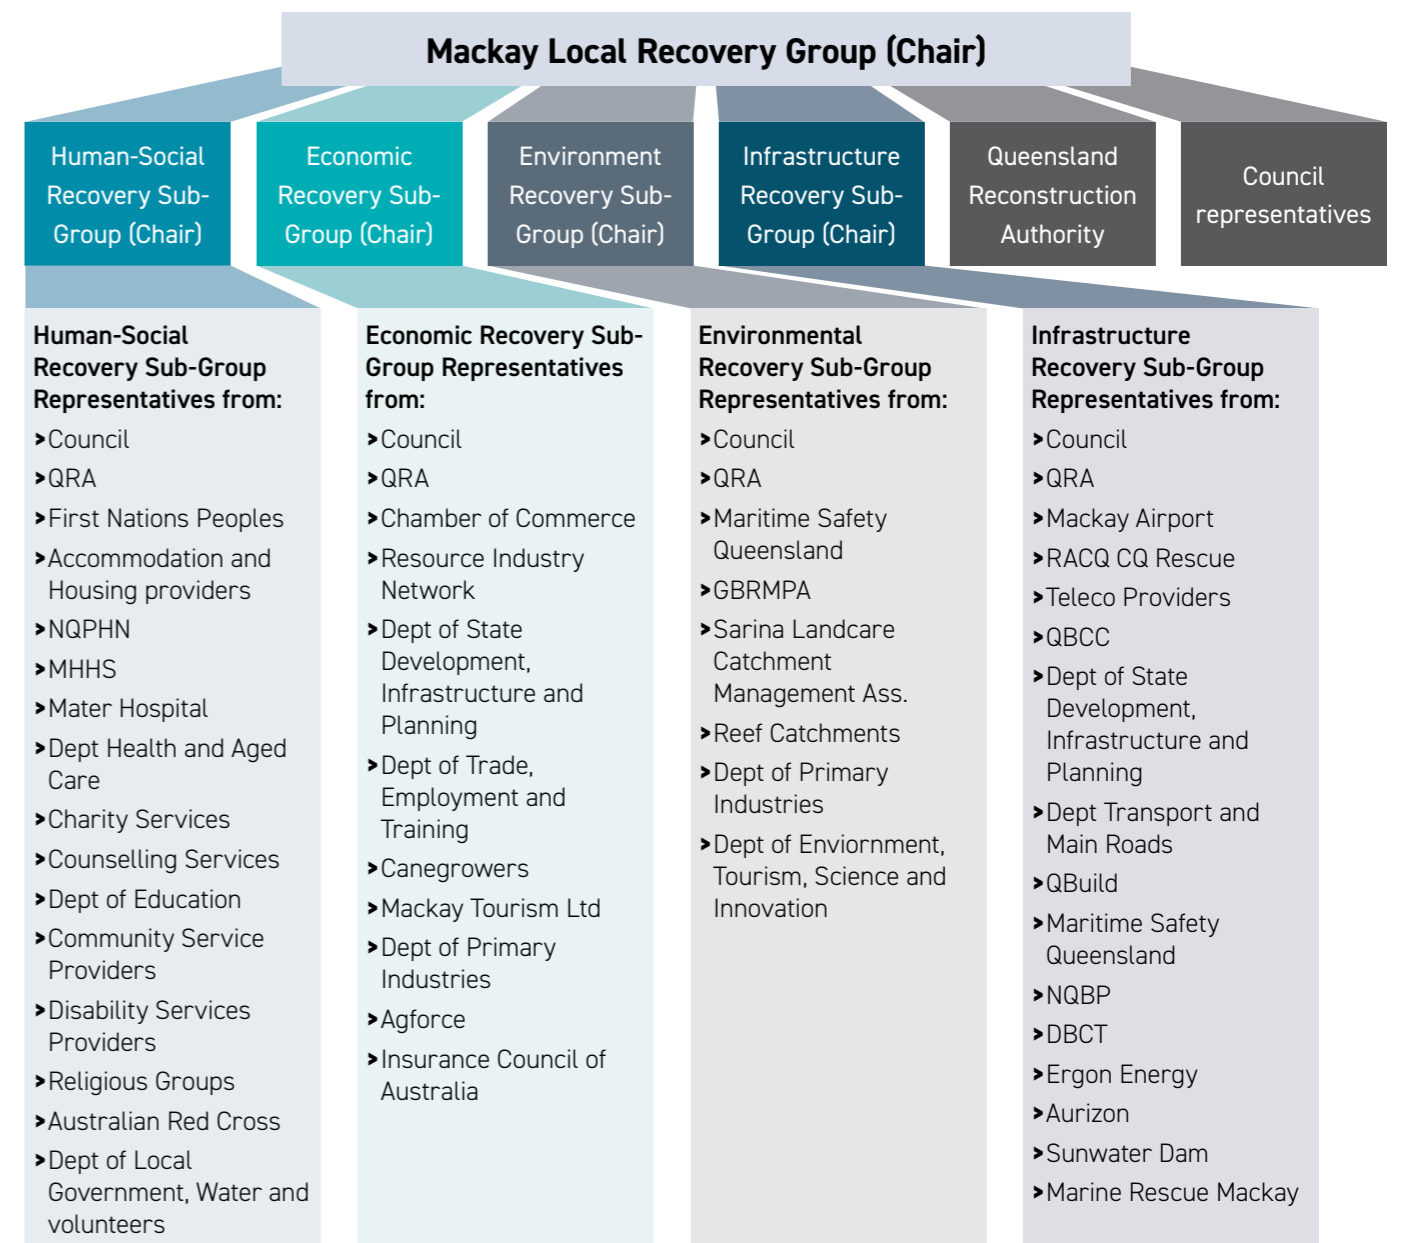 Mackay Local Recovery Group (Chair)
Human-Social
Recovery Sub-
Group (Chair)
Economic
Recovery Sub-
Group (Chair)
Environment
Recovery Sub-
Group (Chair)
Infrastructure
Recovery Sub-
Group (Chair)
Queensland
Reconstruction
Authority
Council
representatives
Human-Social
Recovery Sub-Group
Representatives from:
>Council
>QRA
>First Nations Peoples
>Accommodation and
Housing providers
>NQPHN
>MHHS
>Mater Hospital
>Dept Health and Aged
Care
>Charity Services
>Counselling Services
>Dept of Education
>Community Service
Providers
>Disability Services
Providers
>Religious Groups
>Australian Red Cross
>Dept of Local
Government, Water and
volunteers
Economic Recovery Sub-
Group Representatives
from:
>Council
>QRA
>Chamber of Commerce
>Resource Industry
Network
>Dept of State
Development,
Infrastructure and
Planning
>Dept of Trade,
Employment and
Training
>Canegrowers
>Mackay Tourism Ltd
>Dept of Primary
Industries
>Agforce
>Insurance Council of
Australia
Environmental
Recovery Sub-Group
Representatives from:
>Council
>QRA
>Maritime Safety
Queensland
>GBRMPA
>Sarina Landcare
Catchment
Management Ass.
>Reef Catchments
>Dept of Primary
Industries
>Dept of Enviornment,
Tourism, Science and
Innovation
Infrastructure
Recovery Sub-Group
Representatives from:
>Council
>QRA
>Mackay Airport
>RACQ CQ Rescue
>Teleco Providers
>QBCC
>Dept of State
Development,
Infrastructure and
Planning
>Dept Transport and
Main Roads
>QBuild
>Maritime Safety
Queensland
>NQBP
>DBCT
>Ergon Energy
>Aurizon
>Sunwater Dam
>Marine Rescue Mackay